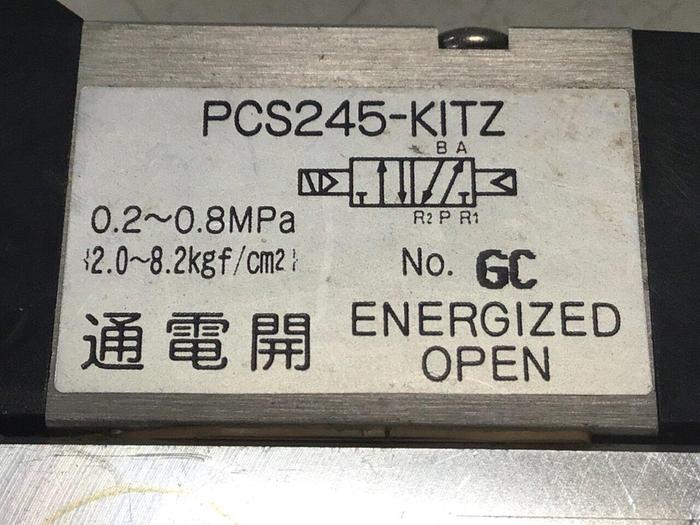 PCS245-KITZ
B A
R2 P R1
0.2~0.8MPa
{2.0~8.2kgf/cm2}
No. GC
通電開
ENERGIZED
OPEN